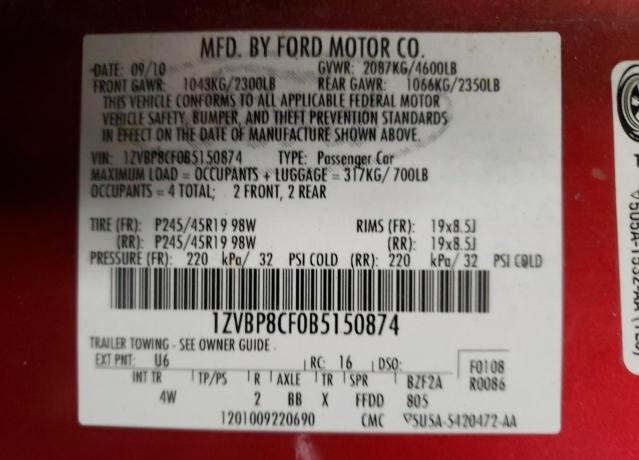 MFD. BY FORD MOTOR CO.
DATE: 09/10 GVWR: 2087KG/4600LB
FRONT GAWR: 1043KG/2300LB REAR GAWR: 1066KG/2350LB
THIS VEHICLE CONFORMS TO ALL APPLICABLE FEDERAL MOTOR
VEHICLE SAFETY, BUMPER, AND THEFT PREVENTION STANDARDS
IN EFFECT ON THE DATE OF MANUFACTURE SHOWN ABOVE.
VIN: 1ZVBP8CF0B5150874 TYPE: Passenger Car
MAXIMUM LOAD = OCCUPANTS + LUGGAGE = 317KG/ 700LB
OCCUPANTS = 4 TOTAL; 2 FRONT, 2 REAR
TIRE (FR): P245/45R19 98W RIMS (FR): 19x8.5J
(RR): P245/45R19 98W (RR): 19x8.5J
PRESSURE (FR): 220 kPa/ 32 PSI COLD (RR): 220 kPa/ 32 PSI COLD
1ZVBP8CF0B5150874
TRAILER TOWING - SEE OWNER GUIDE
EXT PNT: U6 RC: 16 DSO: F0108
INT TR TP/PS R AXLE TR SPR BZF2A R0086
4W 2 BB X FFDD 805
1201009220690 CMC SU5A-5420472-AA